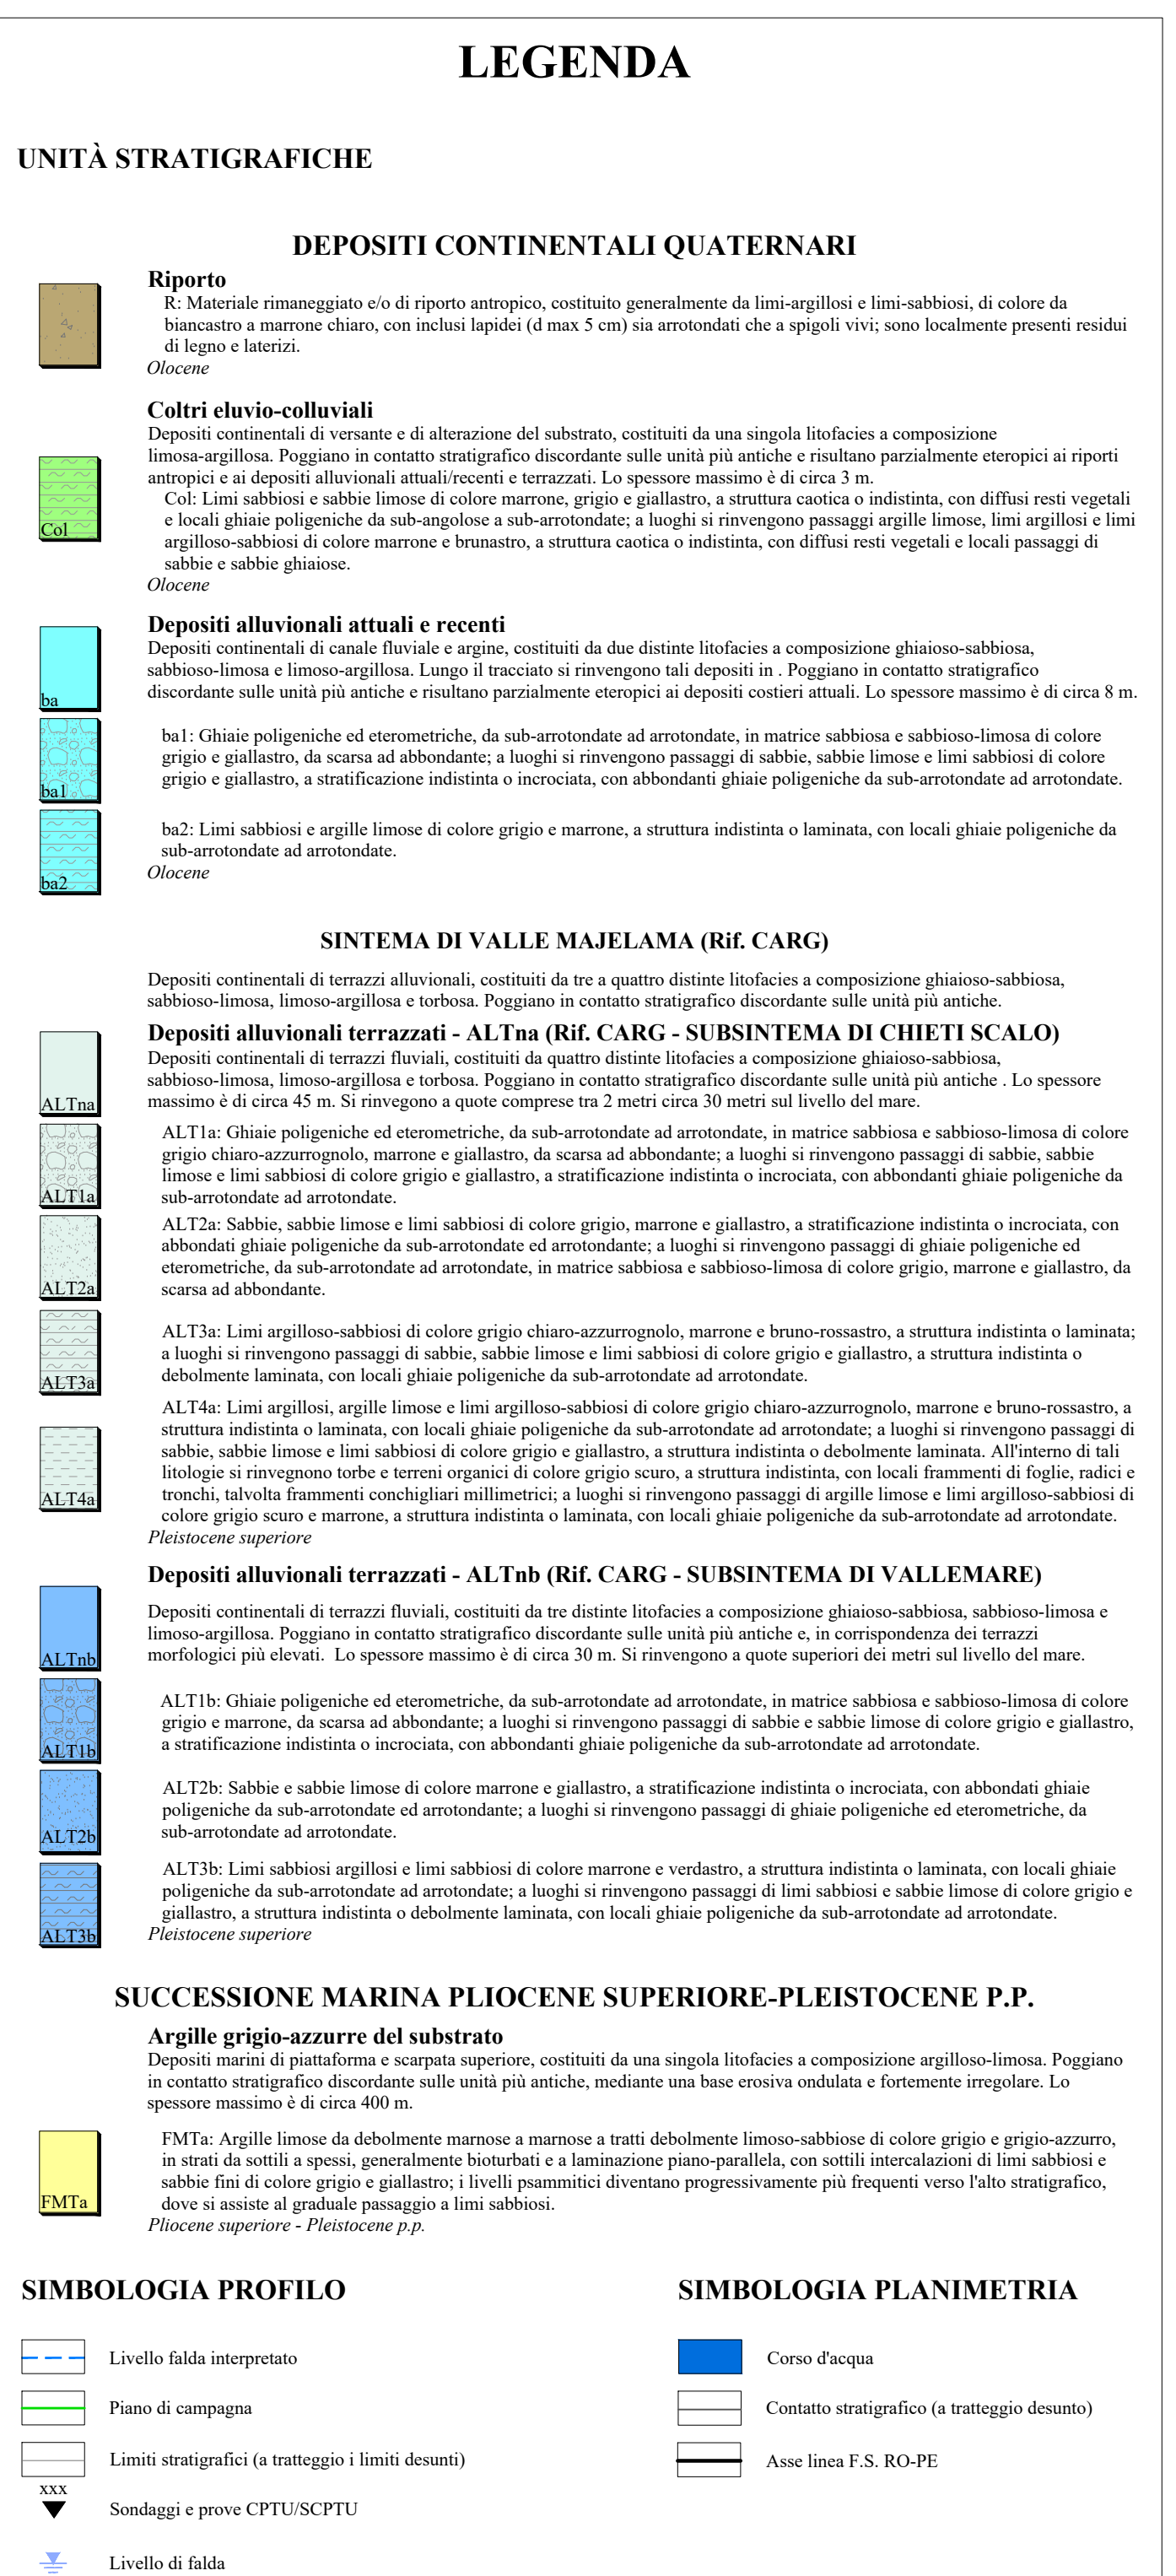 LEGENDA
UNITÀ STRATIGRAFICHE
DEPOSITI CONTINENTALI QUATERNARI
Riporto
R: Materiale rimaneggiato e/o di riporto antropico, costituito generalmente da limi-argillosi e limi-sabbiosi, di colore da
biancastro a marrone chiaro, con inclusi lapidei (d max 5 cm) sia arrotondati che a spigoli vivi; sono localmente presenti residui
di legno e laterizi.
Olocene
Coltri eluvio-colluviali
Depositi continentali di versante e di alterazione del substrato, costituiti da una singola litofacies a composizione
limosa-argillosa. Poggiano in contatto stratigrafico discordante sulle unità più antiche e risultano parzialmente eteropici ai riporti
antropici e ai depositi alluvionali attuali/recenti e terrazzati. Lo spessore massimo è di circa 3 m.
Col: Limi sabbiosi e sabbie limose di colore marrone, grigio e giallastro, a struttura caotica o indistinta, con diffusi resti vegetali
e locali ghiaie poligeniche da sub-angolose a sub-arrotondate; a luoghi si rinvengono passaggi argille limose, limi argillosi e limi
argilloso-sabbiosi di colore marrone e brunastro, a struttura caotica o indistinta, con diffusi resti vegetali e locali passaggi di
sabbie e sabbie ghiaiose.
Col
Olocene
Depositi alluvionali attuali e recenti
Depositi continentali di canale fluviale e argine, costituiti da due distinte litofacies a composizione ghiaioso-sabbiosa,
sabbioso-limosa e limoso-argillosa. Lungo il tracciato si rinvengono tali depositi in . Poggiano in contatto stratigrafico
discordante sulle unità più antiche e risultano parzialmente eteropici ai depositi costieri attuali. Lo spessore massimo è di circa 8 m.
ba
ba1: Ghiaie poligeniche ed eterometriche, da sub-arrotondate ad arrotondate, in matrice sabbiosa e sabbioso-limosa di colore
grigio e giallastro, da scarsa ad abbondante; a luoghi si rinvengono passaggi di sabbie, sabbie limose e limi sabbiosi di colore
grigio e giallastro, a stratificazione indistinta o incrociata, con abbondanti ghiaie poligeniche da sub-arrotondate ad arrotondate.
ba1
ba2: Limi sabbiosi e argille limose di colore grigio e marrone, a struttura indistinta o laminata, con locali ghiaie poligeniche da
sub-arrotondate ad arrotondate.
Olocene
ba2
SINTEMA DI VALLE MAJELAMA (Rif. CARG)
Depositi continentali di terrazzi alluvionali, costituiti da tre a quattro distinte litofacies a composizione ghiaioso-sabbiosa,
sabbioso-limosa, limoso-argillosa e torbosa. Poggiano in contatto stratigrafico discordante sulle unità più antiche.
Depositi alluvionali terrazzati - ALTna (Rif. CARG - SUBSINTEMA DI CHIETI SCALO)
Depositi continentali di terrazzi fluviali, costituiti da quattro distinte litofacies a composizione ghiaioso-sabbiosa,
sabbioso-limosa, limoso-argillosa e torbosa. Poggiano in contatto stratigrafico discordante sulle unità più antiche . Lo spessore
massimo è di circa 45 m. Si rinvegono a quote comprese tra 2 metri circa 30 metri sul livello del mare.
ALTna
ALT1a: Ghiaie poligeniche ed eterometriche, da sub-arrotondate ad arrotondate, in matrice sabbiosa e sabbioso-limosa di colore
grigio chiaro-azzurrognolo, marrone e giallastro, da scarsa ad abbondante; a luoghi si rinvengono passaggi di sabbie, sabbie
limose e limi sabbiosi di colore grigio e giallastro, a stratificazione indistinta o incrociata, con abbondanti ghiaie poligeniche da
sub-arrotondate ad arrotondate.
ALT1a
ALT2a: Sabbie, sabbie limose e limi sabbiosi di colore grigio, marrone e giallastro, a stratificazione indistinta o incrociata, con
abbondati ghiaie poligeniche da sub-arrotondate ed arrotondante; a luoghi si rinvengono passaggi di ghiaie poligeniche ed
eterometriche, da sub-arrotondate ad arrotondate, in matrice sabbiosa e sabbioso-limosa di colore grigio, marrone e giallastro, da
scarsa ad abbondante.
ALT2a
ALT3a: Limi argilloso-sabbiosi di colore grigio chiaro-azzurrognolo, marrone e bruno-rossastro, a struttura indistinta o laminata;
a luoghi si rinvengono passaggi di sabbie, sabbie limose e limi sabbiosi di colore grigio e giallastro, a struttura indistinta o
debolmente laminata, con locali ghiaie poligeniche da sub-arrotondate ad arrotondate.
ALT3a
ALT4a: Limi argillosi, argille limose e limi argilloso-sabbiosi di colore grigio chiaro-azzurrognolo, marrone e bruno-rossastro, a
struttura indistinta o laminata, con locali ghiaie poligeniche da sub-arrotondate ad arrotondate; a luoghi si rinvengono passaggi di
sabbie, sabbie limose e limi sabbiosi di colore grigio e giallastro, a struttura indistinta o debolmente laminata. All'interno di tali
litologie si rinvegnono torbe e terreni organici di colore grigio scuro, a struttura indistinta, con locali frammenti di foglie, radici e
tronchi, talvolta frammenti conchigliari millimetrici; a luoghi si rinvengono passaggi di argille limose e limi argilloso-sabbiosi di
colore grigio scuro e marrone, a struttura indistinta o laminata, con locali ghiaie poligeniche da sub-arrotondate ad arrotondate.
ALT4a
Pleistocene superiore
Depositi alluvionali terrazzati - ALTnb (Rif. CARG - SUBSINTEMA DI VALLEMARE)
Depositi continentali di terrazzi fluviali, costituiti da tre distinte litofacies a composizione ghiaioso-sabbiosa, sabbioso-limosa e
limoso-argillosa. Poggiano in contatto stratigrafico discordante sulle unità più antiche e, in corrispondenza dei terrazzi
morfologici più elevati. Lo spessore massimo è di circa 30 m. Si rinvengono a quote superiori dei metri sul livello del mare.
ALTnb
ALT1b: Ghiaie poligeniche ed eterometriche, da sub-arrotondate ad arrotondate, in matrice sabbiosa e sabbioso-limosa di colore
grigio e marrone, da scarsa ad abbondante; a luoghi si rinvengono passaggi di sabbie e sabbie limose di colore grigio e giallastro,
a stratificazione indistinta o incrociata, con abbondanti ghiaie poligeniche da sub-arrotondate ad arrotondate.
ALT1b
ALT2b: Sabbie e sabbie limose di colore marrone e giallastro, a stratificazione indistinta o incrociata, con abbondati ghiaie
poligeniche da sub-arrotondate ed arrotondante; a luoghi si rinvengono passaggi di ghiaie poligeniche ed eterometriche, da
sub-arrotondate ad arrotondate.
ALT2b
ALT3b: Limi sabbiosi argillosi e limi sabbiosi di colore marrone e verdastro, a struttura indistinta o laminata, con locali ghiaie
poligeniche da sub-arrotondate ad arrotondate; a luoghi si rinvengono passaggi di limi sabbiosi e sabbie limose di colore grigio e
giallastro, a struttura indistinta o debolmente laminata, con locali ghiaie poligeniche da sub-arrotondate ad arrotondate.
ALT3b
Pleistocene superiore
SUCCESSIONE MARINA PLIOCENE SUPERIORE-PLEISTOCENE P.P.
Argille grigio-azzurre del substrato
Depositi marini di piattaforma e scarpata superiore, costituiti da una singola litofacies a composizione argilloso-limosa. Poggiano
in contatto stratigrafico discordante sulle unità più antiche, mediante una base erosiva ondulata e fortemente irregolare. Lo
spessore massimo è di circa 400 m.
FMTa: Argille limose da debolmente marnose a marnose a tratti debolmente limoso-sabbiose di colore grigio e grigio-azzurro,
in strati da sottili a spessi, generalmente bioturbati e a laminazione piano-parallela, con sottili intercalazioni di limi sabbiosi e
sabbie fini di colore grigio e giallastro; i livelli psammitici diventano progressivamente più frequenti verso l'alto stratigrafico,
dove si assiste al graduale passaggio a limi sabbiosi.
FMTa
Pliocene superiore - Pleistocene p.p.
SIMBOLOGIA PROFILO
Livello falda interpretato
Piano di campagna
Limiti stratigrafici (a tratteggio i limiti desunti)
xxx
Sondaggi e prove CPTU/SCPTU
Livello di falda
SIMBOLOGIA PLANIMETRIA
Corso d'acqua
Contatto stratigrafico (a tratteggio desunto)
Asse linea F.S. RO-PE